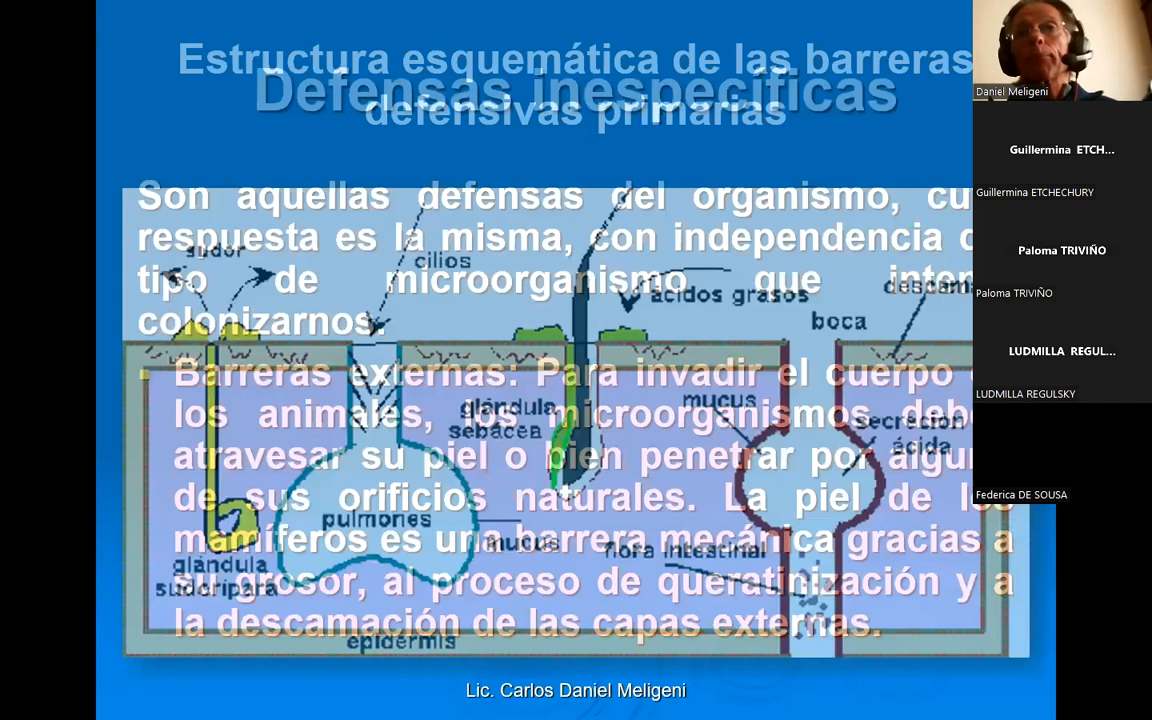 Estructura esquemática de las barreras
defensivas primarias
Defensas inespecíficas
Son aquellas defensas del organismo, cu
respuesta es la misma, con independencia
tipo de microorganismo que inten
colonizarnos.
Barreras externas: Para invadir el cuerpo
los animales, los microorganismos debe
atravesar su piel o bien penetrar por algu
de sus orificios naturales. La piel de
mamíferos es una barrera mecánica gracias a
su grosor, al proceso de queratinización y a
la descamación de las capas externas.
sudor
cilios
ácidos grasos
descam
boca
glándula
sebácea
mucus
secreción
ácida
pulmones
mucus
flora intestinal
glándula
sudorípara
epidermis
Lic. Carlos Daniel Meligeni
Daniel Meligeni
Guillermina ETCH...
Guillermina ETCHECHURY
Paloma TRIVIÑO
Paloma TRIVIÑO
LUDMILLA REGUL...
LUDMILLA REGULSKY
Federica DE SOUSA